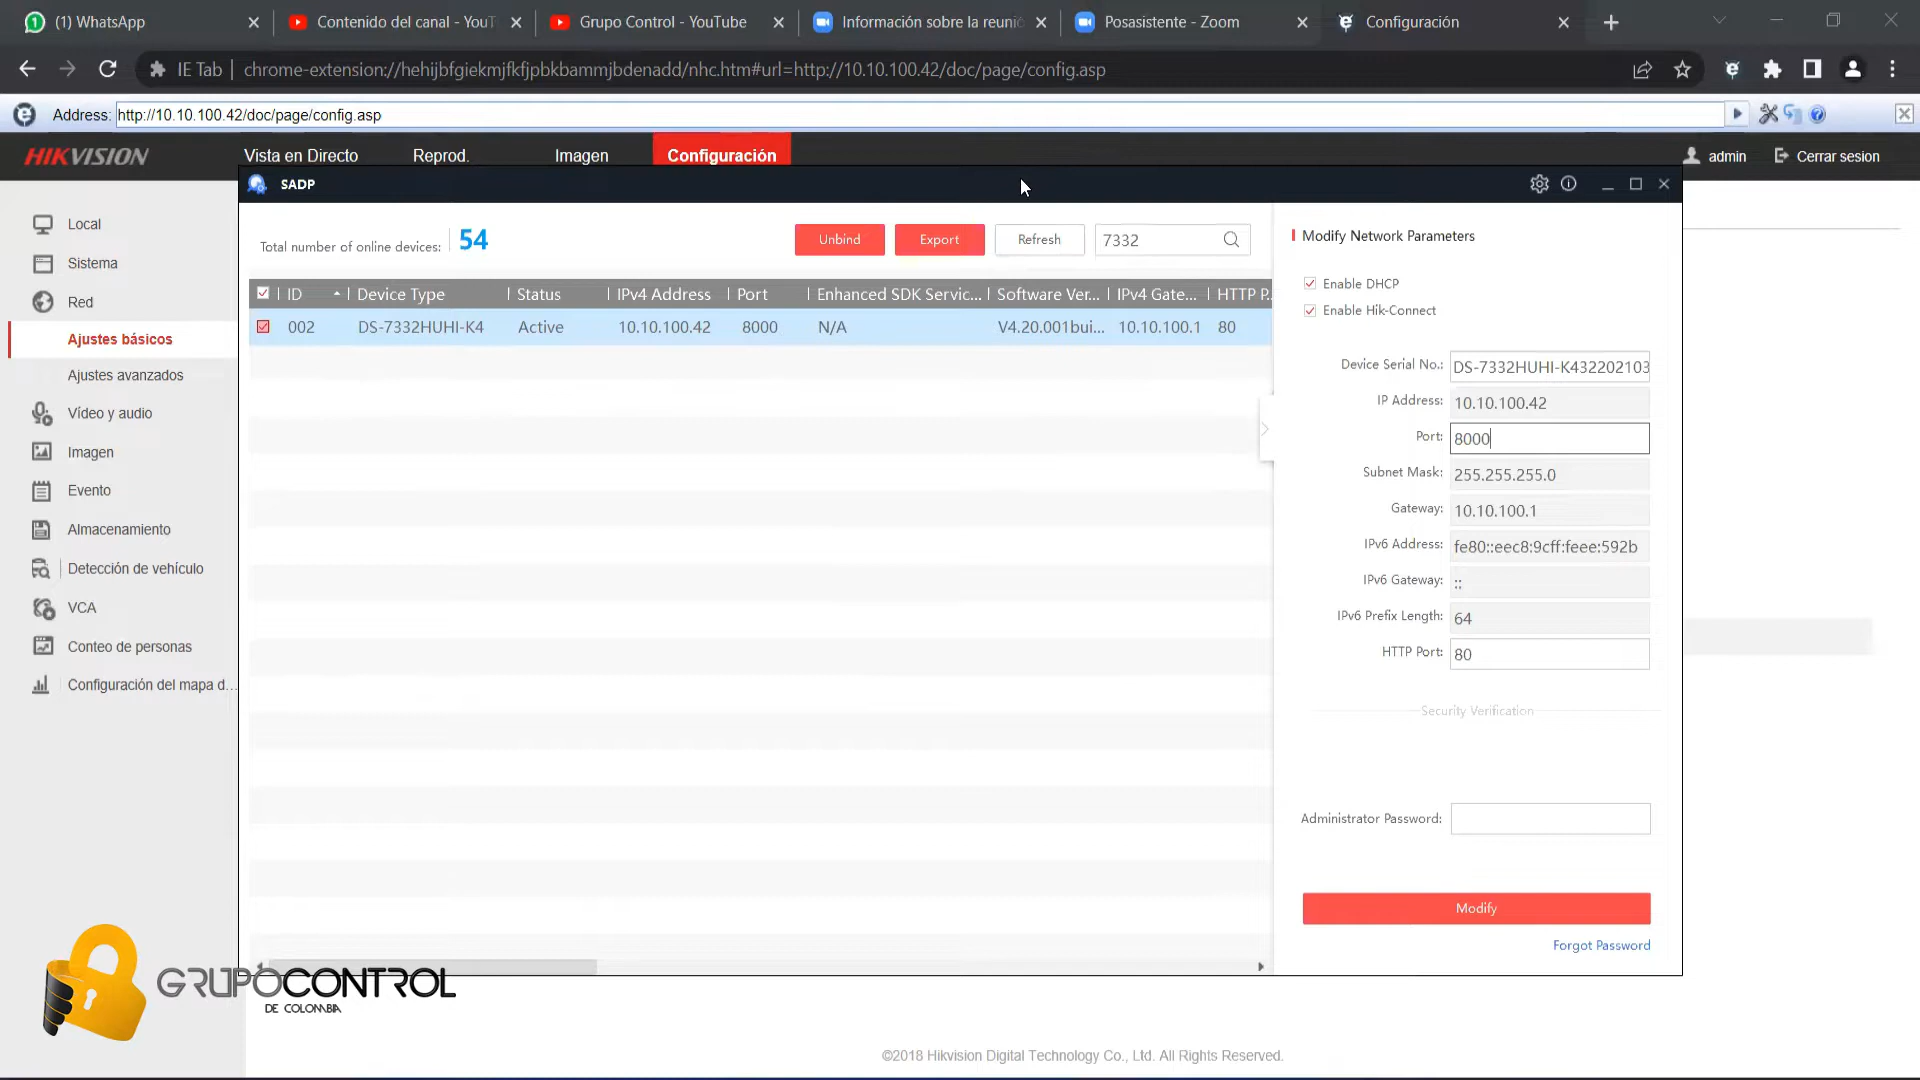 (1) WhatsApp
Contenido del canal - YouT
Grupo Control - YouTube
Información sobre la reunió
Posasistente - Zoom
Configuración
IE Tab
chrome-extension://hehijbfgiekmjfkfjpbkbammjbdenadd/nhc.htm#url=http://10.10.100.42/doc/page/config.asp
Address: http://10.10.100.42/doc/page/config.asp
HIKVISION
Vista en Directo
Reprod.
Imagen
Configuración
admin
Cerrar sesion
SADP
Local
Sistema
Red
Ajustes básicos
Ajustes avanzados
Vídeo y audio
Imagen
Evento
Almacenamiento
Detección de vehículo
VCA
Conteo de personas
Configuración del mapa d...
Total number of online devices: 54
Unbind
Export
Refresh
7332
ID Device Type Status IPv4 Address Port Enhanced SDK Servic... Software Ver... IPv4 Gate... HTTP P...
002 DS-7332HUHI-K4 Active 10.10.100.42 8000 N/A V4.20.001bui... 10.10.100.1 80
Modify Network Parameters
Enable DHCP
Enable Hik-Connect
Device Serial No.: DS-7332HUHI-K432202103
IP Address: 10.10.100.42
Port: 8000
Subnet Mask: 255.255.255.0
Gateway: 10.10.100.1
IPv6 Address: fe80::eec8:9cff:feee:592b
IPv6 Gateway: ::
IPv6 Prefix Length: 64
HTTP Port: 80
Security Verification
Administrator Password:
Modify
Forgot Password
GRUPOCONTROL
DE COLOMBIA
©2018 Hikvision Digital Technology Co., Ltd. All Rights Reserved.